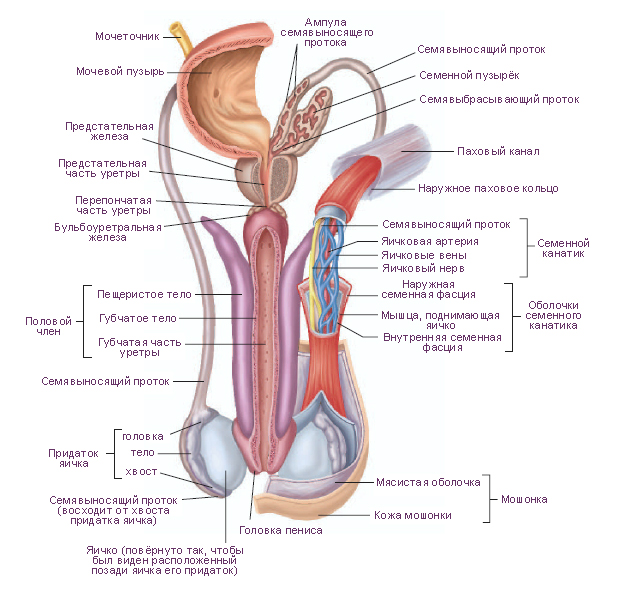 Ампула
семявыносящего
протока
Мочеточник
Мочевой пузырь
Семявыносящий проток
Семенной пузырёк
Семявыбрасывающий проток
Предстательная
железа
Предстательная
часть уретры
Перепончатая
часть уретры
Бульбоуретральная
железа
Паховый канал
Наружное паховое кольцо
Семявыносящий проток
Яичковая артерия
Яичковые вены
Яичковый нерв
Семенной
канатик
Наружная
семенная фасция
Мышца, поднимающая
яичко
Внутренняя семенная
фасция
Оболочки
семенного
канатика
Половой
член
Пещеристое тело
Губчатое тело
Губчатая часть
уретры
Семявыносящий проток
Придаток
яичка
головка
тело
хвост
Семявыносящий проток
(восходит от хвоста
придатка яичка)
Яичко (повёрнуто так, чтобы
был виден расположенный
позади яичка его придаток)
Головка пениса
Мясистая оболочка
Кожа мошонки
Мошонка